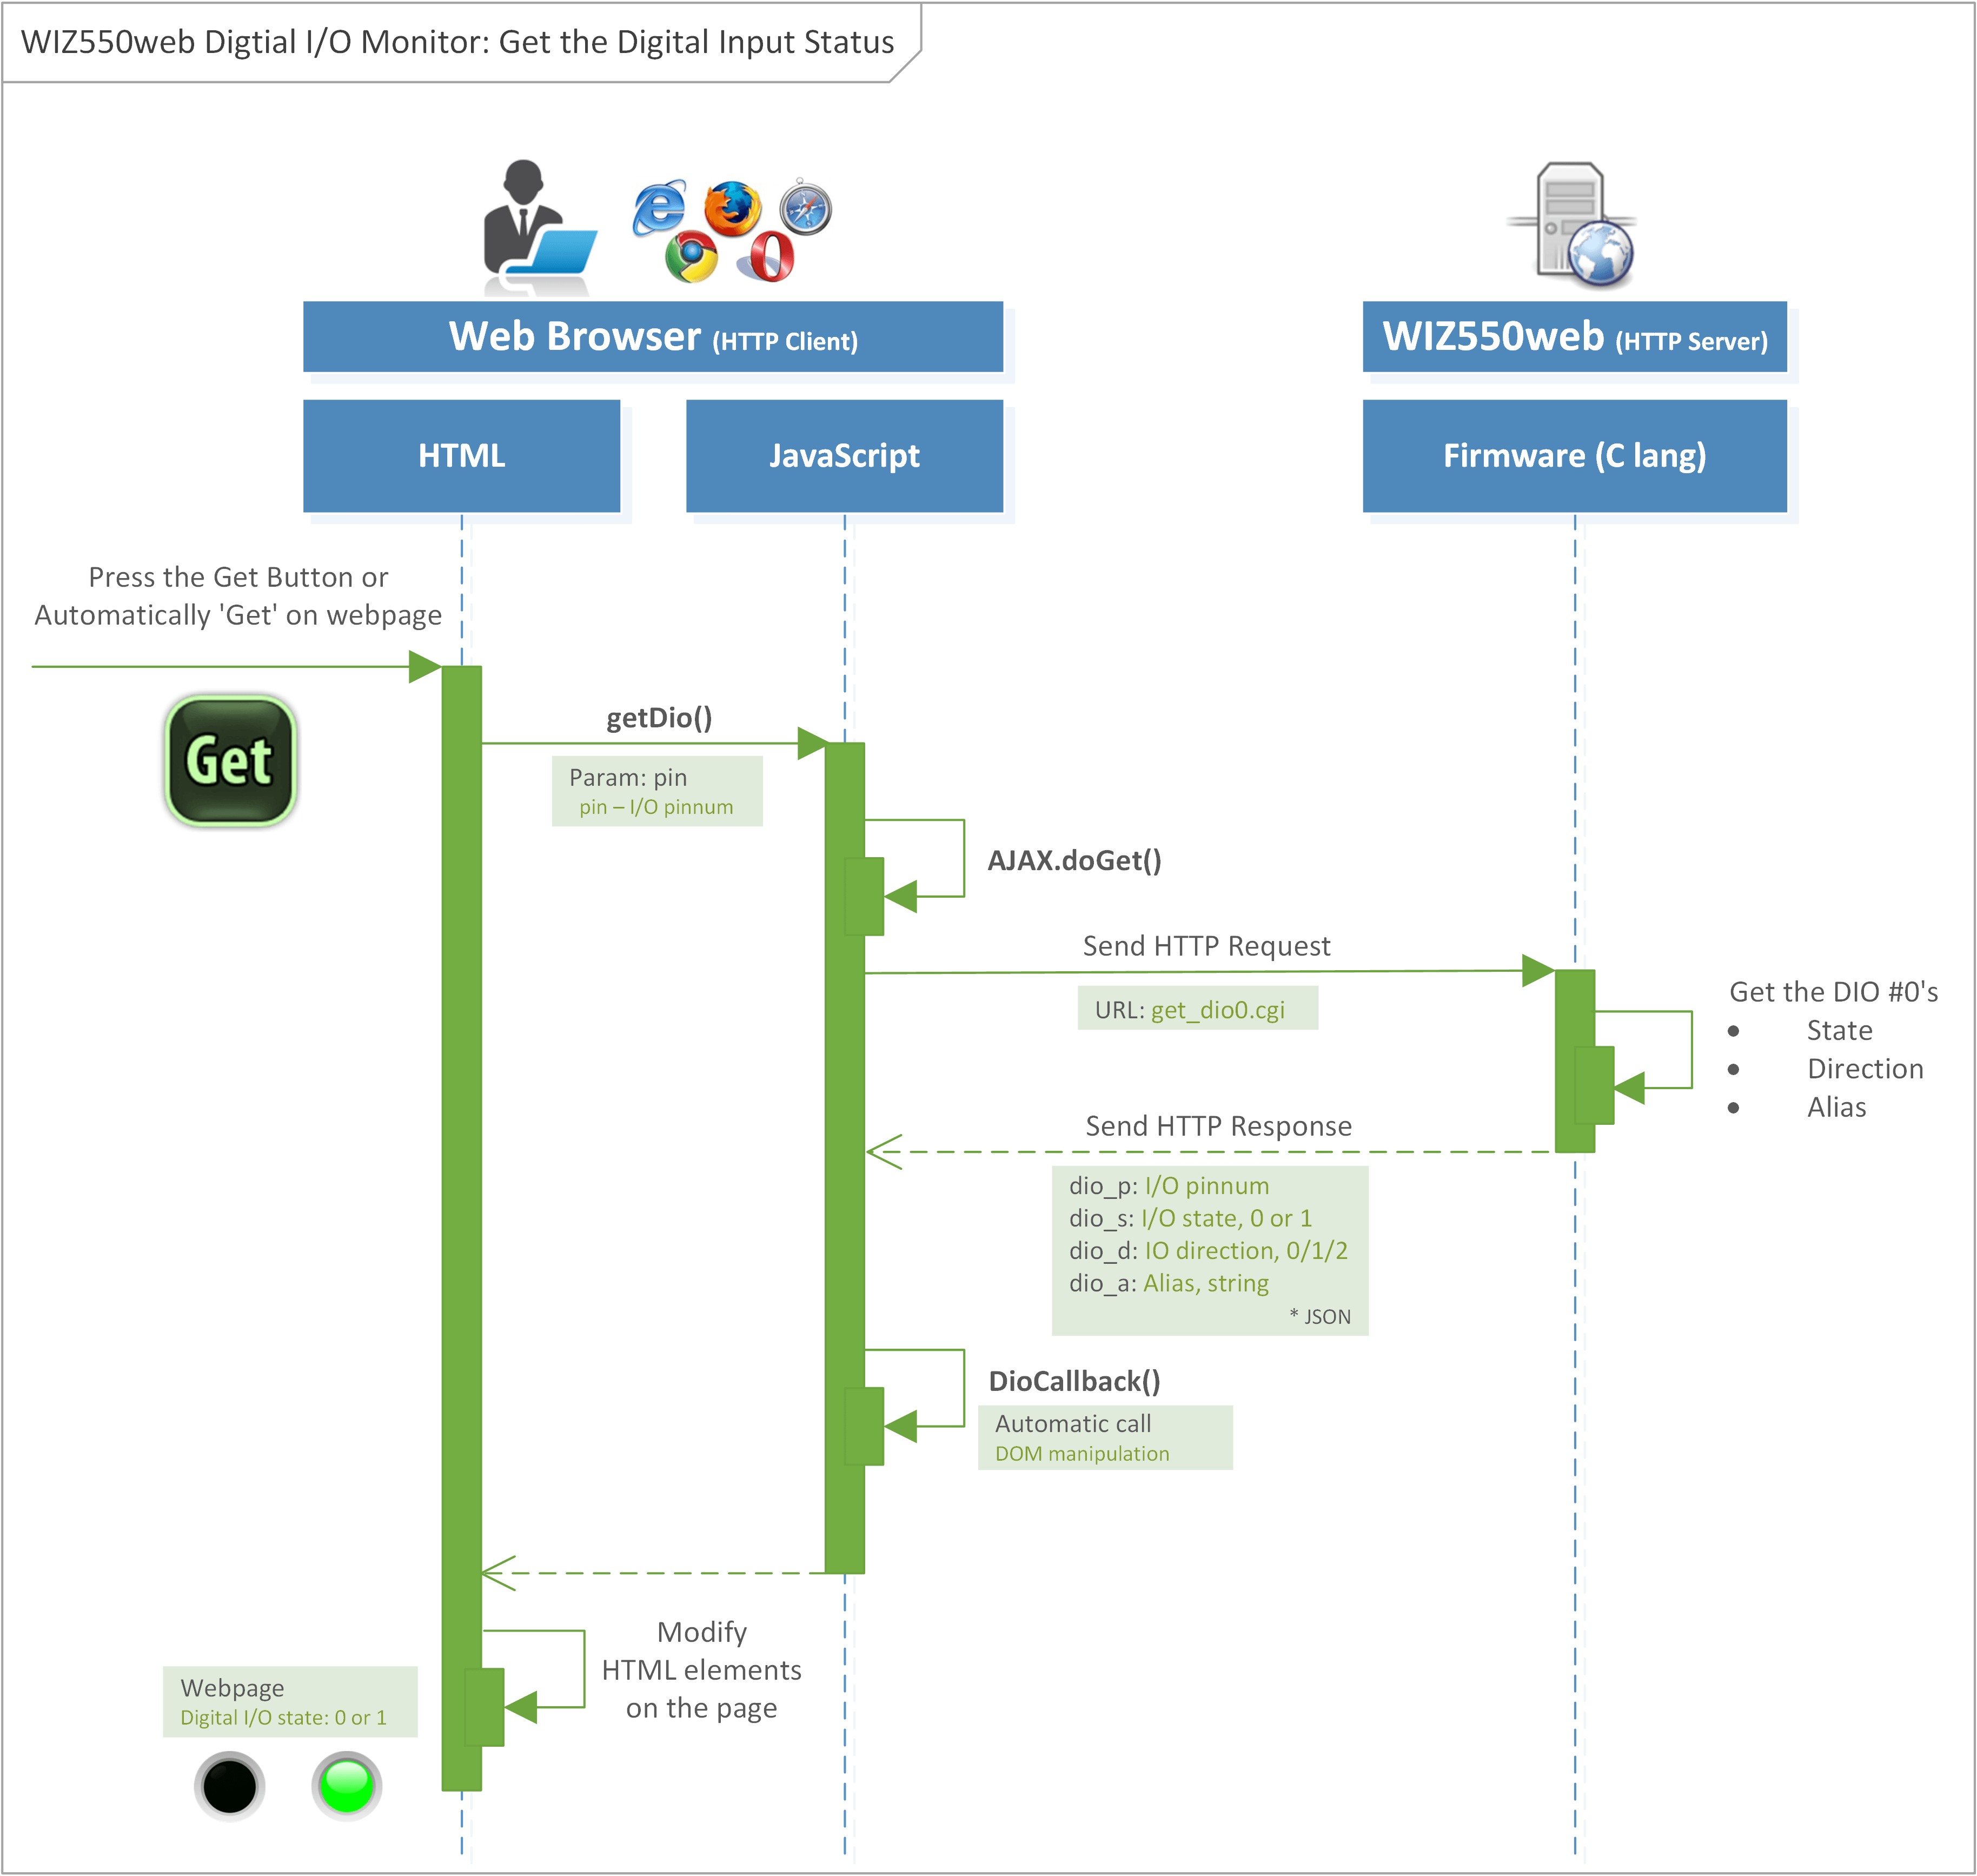 WIZ550web Digtial I/O Monitor: Get the Digital Input Status
Web Browser (HTTP Client)
WIZ550web (HTTP Server)
HTML
JavaScript
Firmware (C lang)
Press the Get Button or
Automatically 'Get' on webpage
Get
getDio()
Param: pin
pin – I/O pinnum
AJAX.doGet()
Send HTTP Request
URL: get_dio0.cgi
Get the DIO #0's
• State
• Direction
• Alias
Send HTTP Response
dio_p: I/O pinnum
dio_s: I/O state, 0 or 1
dio_d: IO direction, 0/1/2
dio_a: Alias, string
* JSON
DioCallback()
Automatic call
DOM manipulation
Modify
HTML elements
on the page
Webpage
Digital I/O state: 0 or 1